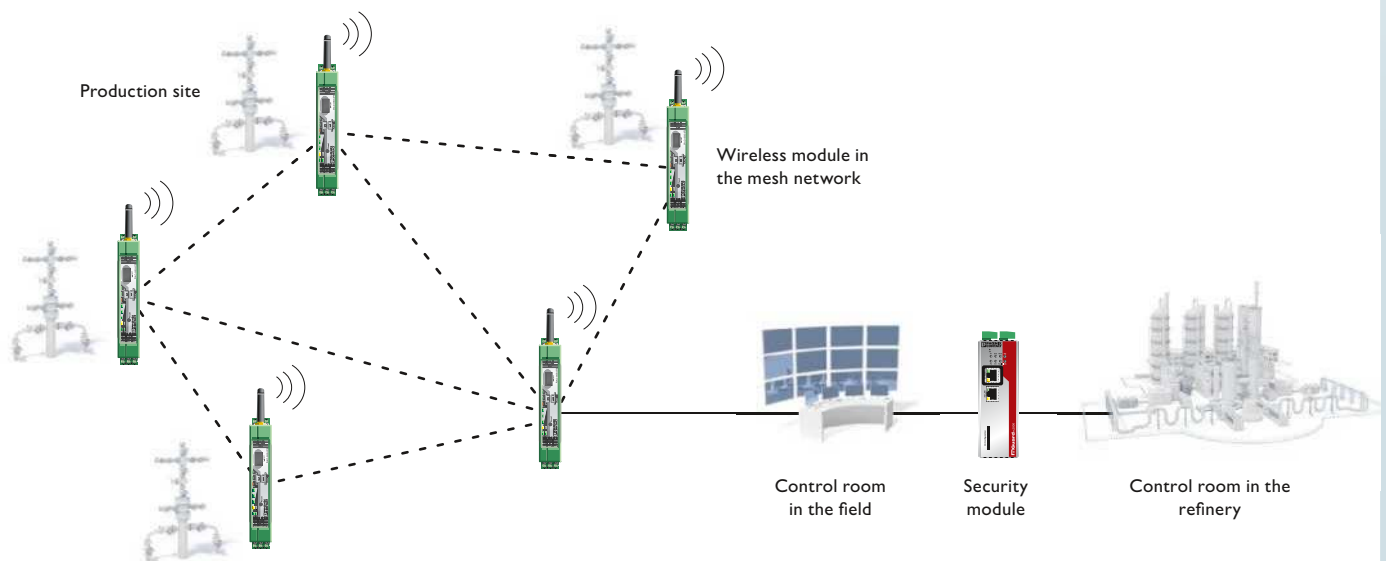 Production site
Wireless module in
the mesh network
Control room
in the field
Security
module
Control room in the
refinery